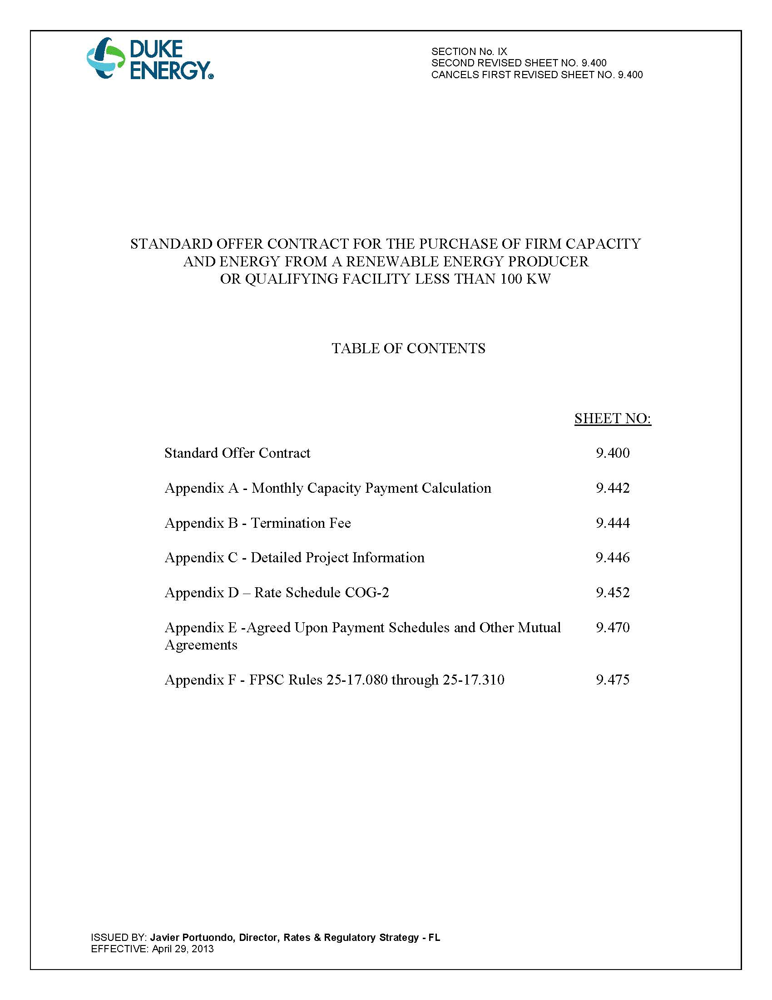 DUKE
ENERGY®
SECTION No. IX
SECOND REVISED SHEET NO. 9.400
CANCELS FIRST REVISED SHEET NO. 9.400
STANDARD OFFER CONTRACT FOR THE PURCHASE OF FIRM CAPACITY
AND ENERGY FROM A RENEWABLE ENERGY PRODUCER
OR QUALIFYING FACILITY LESS THAN 100 KW
TABLE OF CONTENTS
SHEET NO:
Standard Offer Contract 9.400
Appendix A - Monthly Capacity Payment Calculation 9.442
Appendix B - Termination Fee 9.444
Appendix C - Detailed Project Information 9.446
Appendix D – Rate Schedule COG-2 9.452
Appendix E -Agreed Upon Payment Schedules and Other Mutual 9.470
Agreements
Appendix F - FPSC Rules 25-17.080 through 25-17.310 9.475
ISSUED BY: Javier Portuondo, Director, Rates & Regulatory Strategy - FL
EFFECTIVE: April 29, 2013